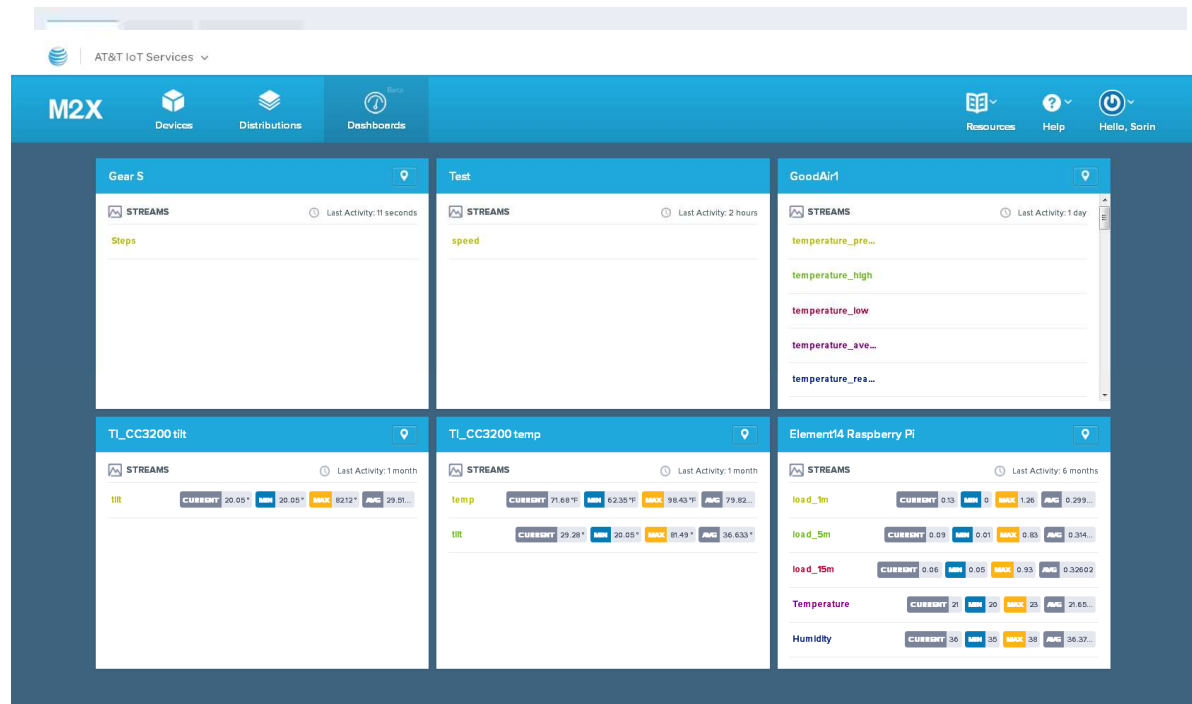 AT&T IoT Services
M2X
Devices
Distributions
Beta
Dashboards
Resources
Help
Hello, Sorin
Gear S
STREAMS
Last Activity: 11 seconds
Steps
Test
STREAMS
Last Activity: 2 hours
speed
GoodAir1
STREAMS
Last Activity: 1 day
temperature_pre...
temperature_high
temperature_low
temperature_ave...
temperature_rea...
TI_CC3200 tilt
STREAMS
Last Activity: 1 month
tilt CURRENT 20.05° MIN 20.05° MAX 82.12° AVG 29.51...
TI_CC3200 temp
STREAMS
Last Activity: 1 month
temp CURRENT 71.68°F MIN 62.35°F MAX 98.43°F AVG 79.82...
tilt CURRENT 29.28° MIN 20.05° MAX 81.49° AVG 36.633°
Element14 Raspberry Pi
STREAMS
Last Activity: 6 months
load_1m CURRENT 0.13 MIN 0 MAX 1.26 AVG 0.299...
load_5m CURRENT 0.09 MIN 0.01 MAX 0.83 AVG 0.314...
load_15m CURRENT 0.06 MIN 0.05 MAX 0.93 AVG 0.32602
Temperature CURRENT 21 MIN 20 MAX 23 AVG 21.65...
Humidity CURRENT 36 MIN 35 MAX 38 AVG 36.37...